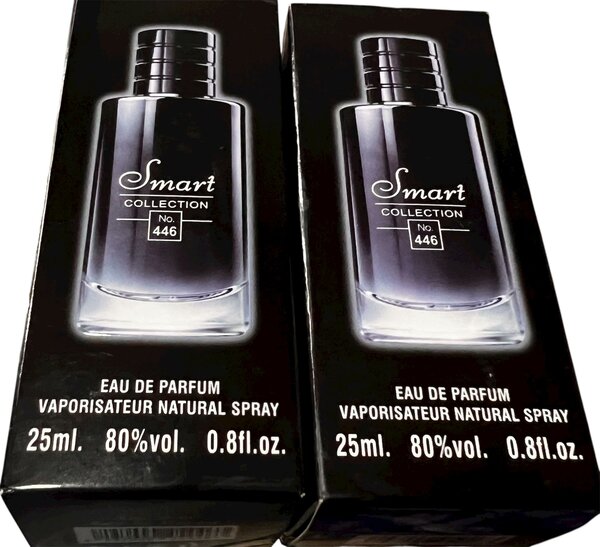 Smart
COLLECTION
No.
446
EAU DE PARFUM
VAPORISATEUR NATURAL SPRAY
25ml. 80%vol. 0.8fl.oz.
Smart
COLLECTION
No.
446
EAU DE PARFUM
VAPORISATEUR NATURAL SPRAY
25ml. 80%vol. 0.8fl.oz.